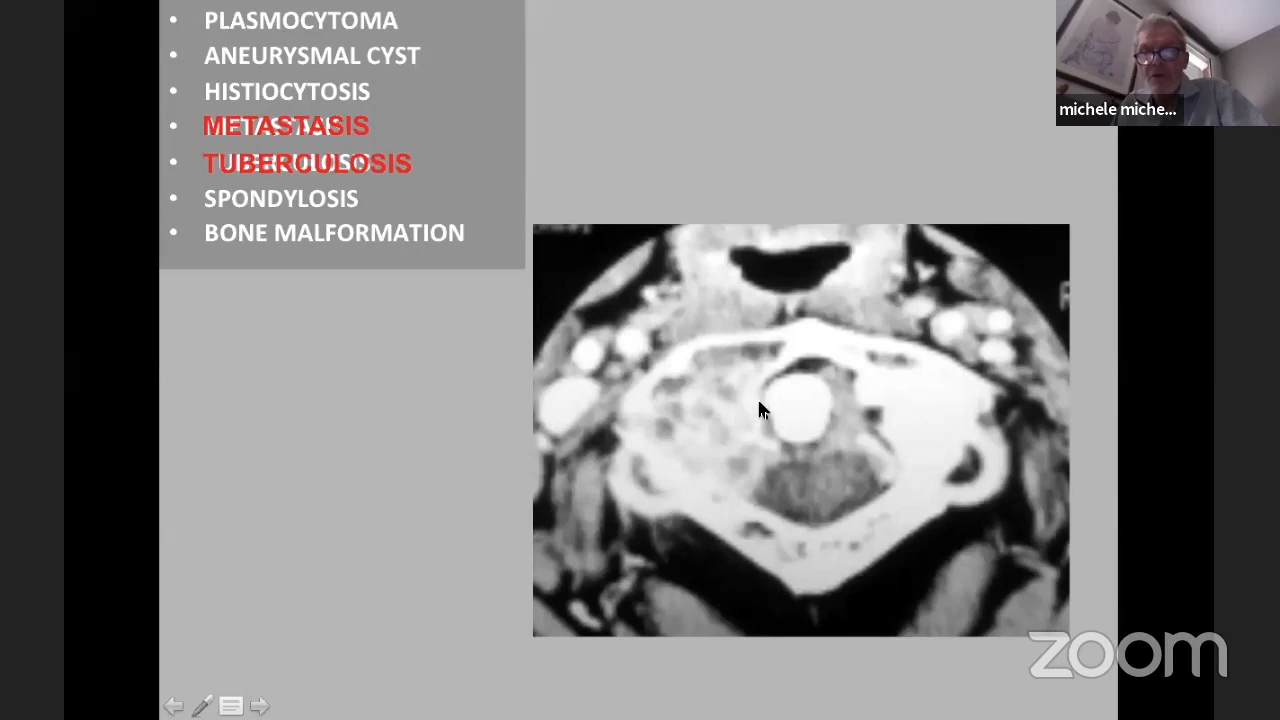 • PLASMOCYTOMA
• ANEURYSMAL CYST
• HISTIOCYTOSIS
• METASTASIS
• TUBERCULOSIS
• SPONDYLOSIS
• BONE MALFORMATION
michele miche...
R
zoom